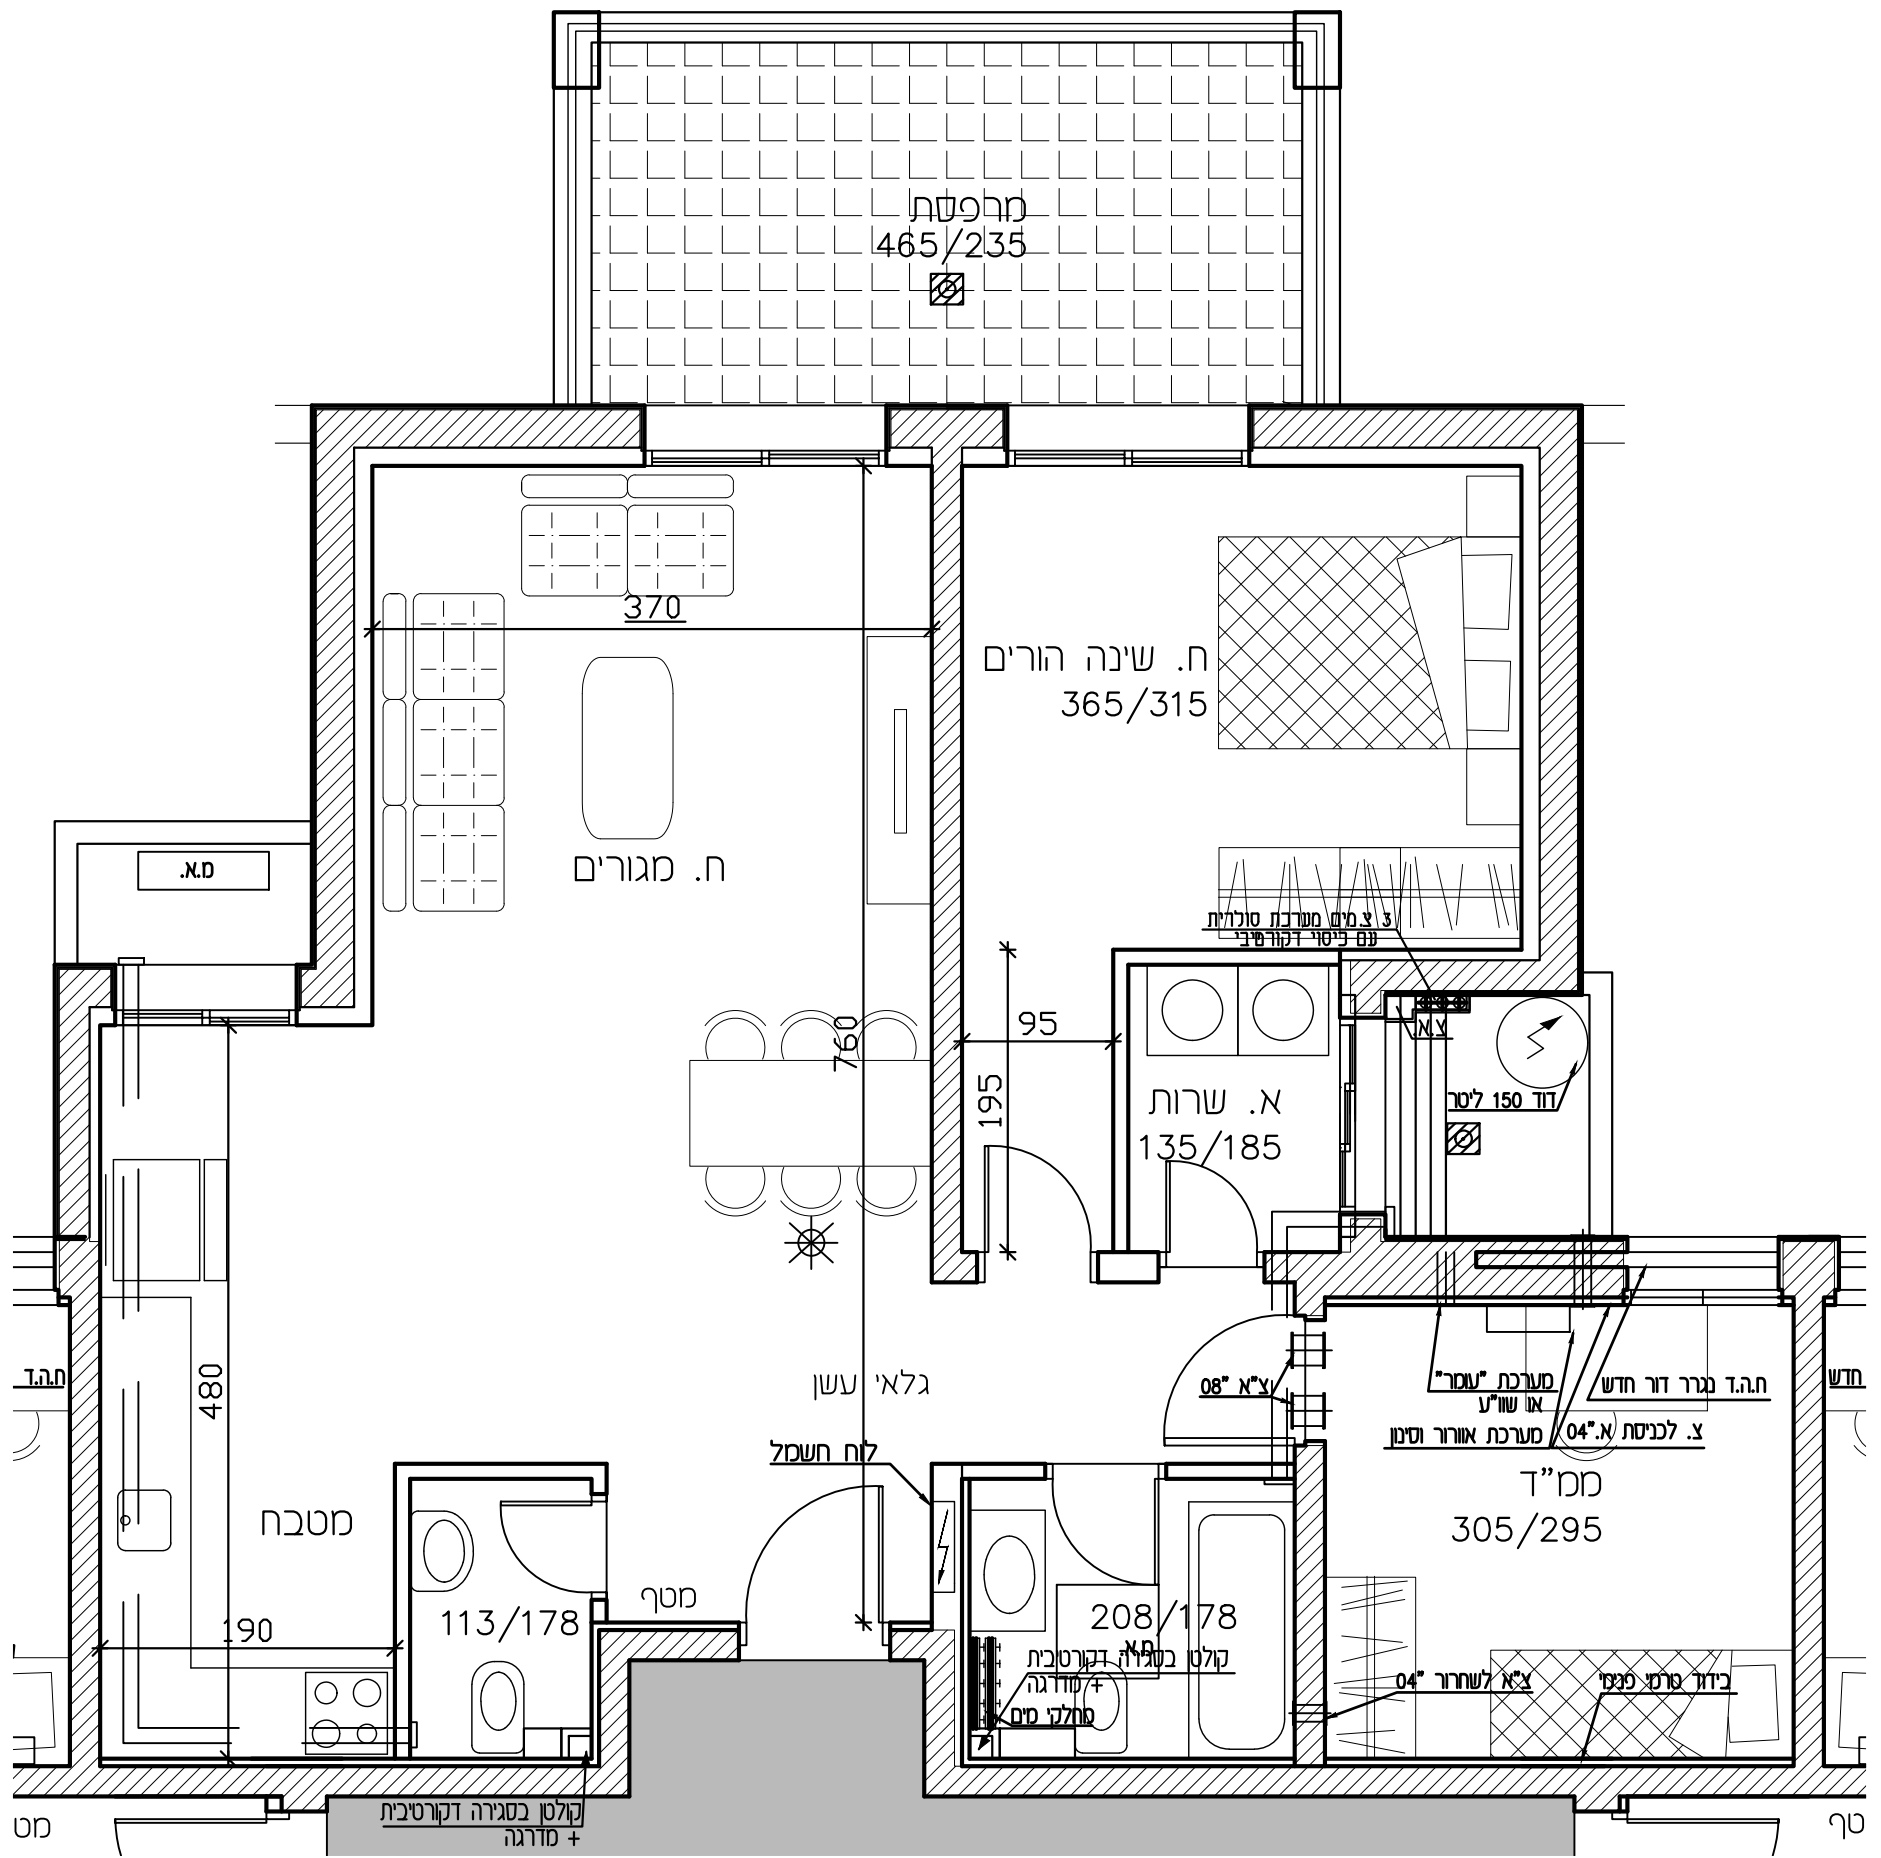 מרפסת
465/235
370
ח. שינה הורים
365/315
ח. מגורים
מ.א.
3 צ.מים מערכת סולרית
עם כיסוי דקורטיבי
צ.א.
95
760
195
א. שרות
135/185
דוד 150 ליטר
ח.ה.ד
480
גלאי עשן
צ"א "08
מערכת "עומר"
או שוו"ע
ח.ה.ד נגרר דור חדש
חדש
מערכת אוורור וסינון
צ. לכניסת א."04
לוח חשמל
ממ"ד
305/295
מטבח
מטף
113/178
208/178
מ.א.
190
קולטן בסגירה דקורטיבית
+ מדרגה
מחלקי מים
צ"א לשחרור "04
בידוד טרמי פנימי
קולטן בסגירה דקורטיבית
+ מדרגה
מט
טף